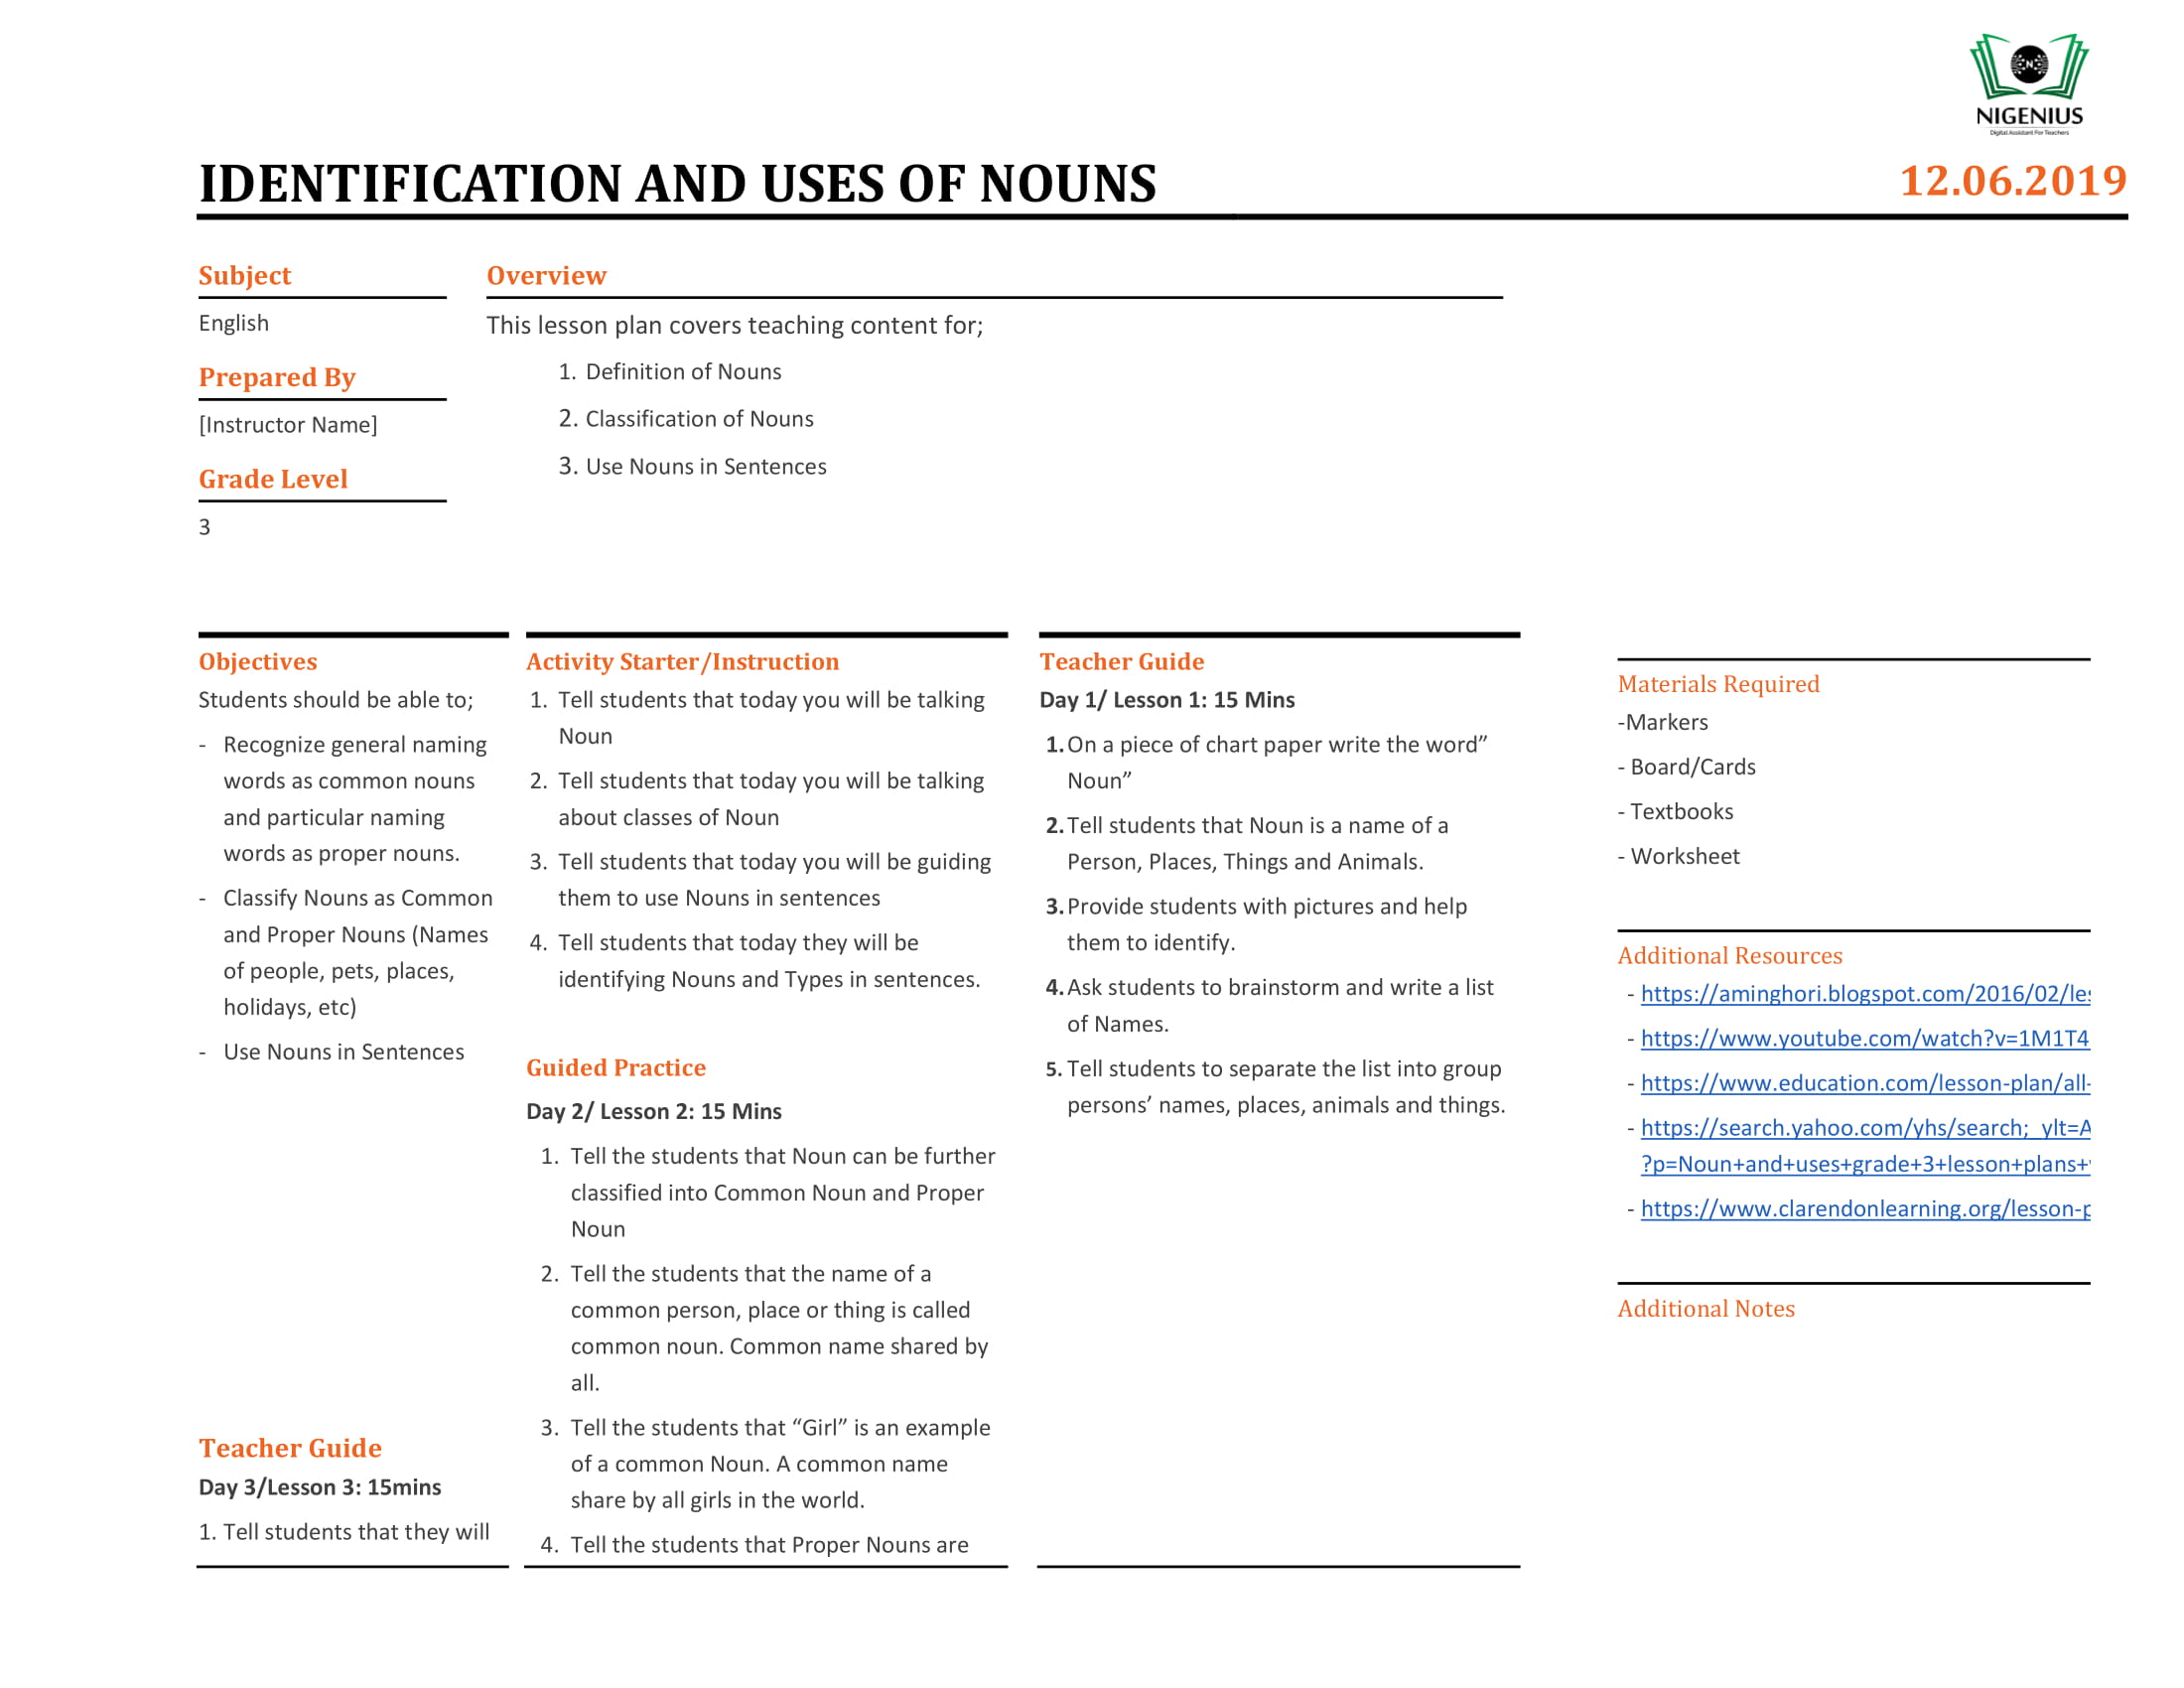 NIGENIUS
Digital Assistant For Teachers
IDENTIFICATION AND USES OF NOUNS
12.06.2019
Subject
English
Prepared By
[Instructor Name]
Grade Level
3
Overview
This lesson plan covers teaching content for;
1. Definition of Nouns
2. Classification of Nouns
3. Use Nouns in Sentences
Objectives
Students should be able to;
- Recognize general naming
words as common nouns
and particular naming
words as proper nouns.
- Classify Nouns as Common
and Proper Nouns (Names
of people, pets, places,
holidays, etc)
- Use Nouns in Sentences
Teacher Guide
Day 3/Lesson 3: 15mins
1. Tell students that they will
Activity Starter/Instruction
1. Tell students that today you will be talking
Noun
2. Tell students that today you will be talking
about classes of Noun
3. Tell students that today you will be guiding
them to use Nouns in sentences
4. Tell students that today they will be
identifying Nouns and Types in sentences.
Guided Practice
Day 2/ Lesson 2: 15 Mins
1. Tell the students that Noun can be further
classified into Common Noun and Proper
Noun
2. Tell the students that the name of a
common person, place or thing is called
common noun. Common name shared by
all.
3. Tell the students that “Girl” is an example
of a common Noun. A common name
share by all girls in the world.
4. Tell the students that Proper Nouns are
Teacher Guide
Day 1/ Lesson 1: 15 Mins
1. On a piece of chart paper write the word”
Noun”
2. Tell students that Noun is a name of a
Person, Places, Things and Animals.
3. Provide students with pictures and help
them to identify.
4. Ask students to brainstorm and write a list
of Names.
5. Tell students to separate the list into group
persons’ names, places, animals and things.
Materials Required
-Markers
- Board/Cards
- Textbooks
- Worksheet
Additional Resources
- https://aminghori.blogspot.com/2016/02/les
- https://www.youtube.com/watch?v=1M1T4
- https://www.education.com/lesson-plan/all-
- https://search.yahoo.com/yhs/search;_ylt=A
?p=Noun+and+uses+grade+3+lesson+plans+
- https://www.clarendonlearning.org/lesson-p
Additional Notes